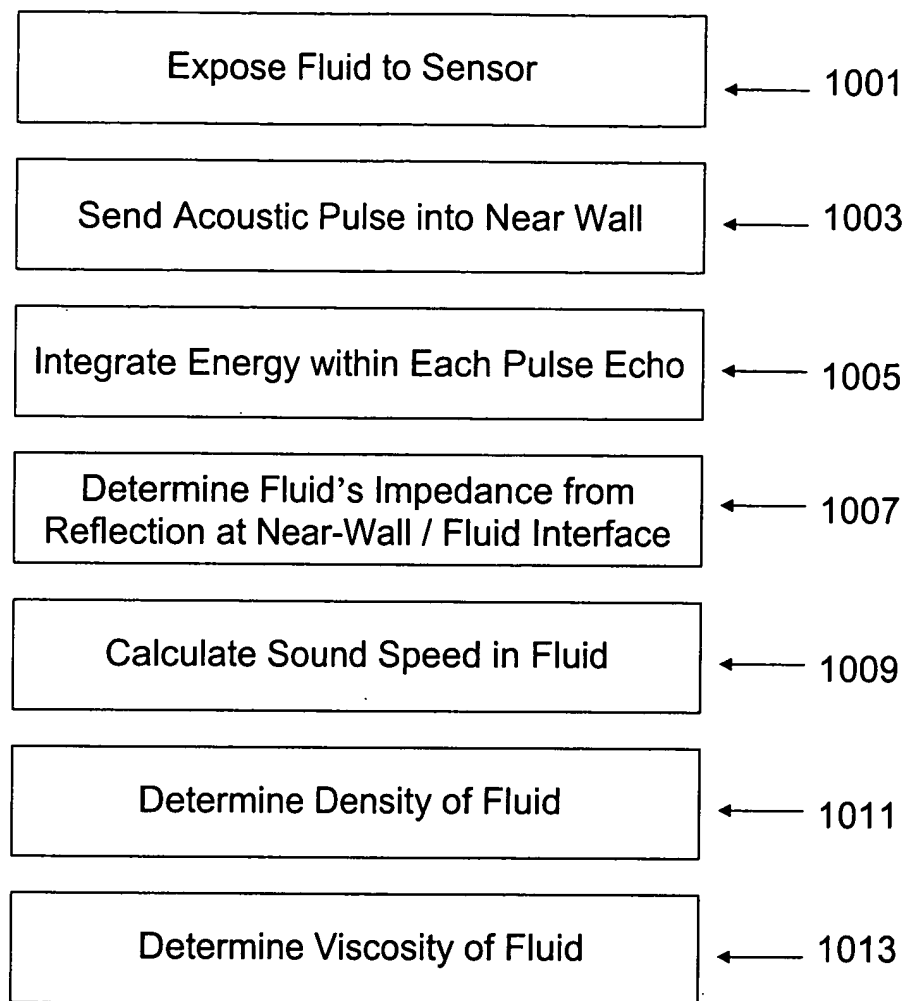 Expose Fluid to Sensor
1001
Send Acoustic Pulse into Near Wall
1003
Integrate Energy within Each Pulse Echo
1005
Determine Fluid's Impedance from
Reflection at Near-Wall / Fluid Interface
1007
Calculate Sound Speed in Fluid
1009
Determine Density of Fluid
1011
Determine Viscosity of Fluid
1013